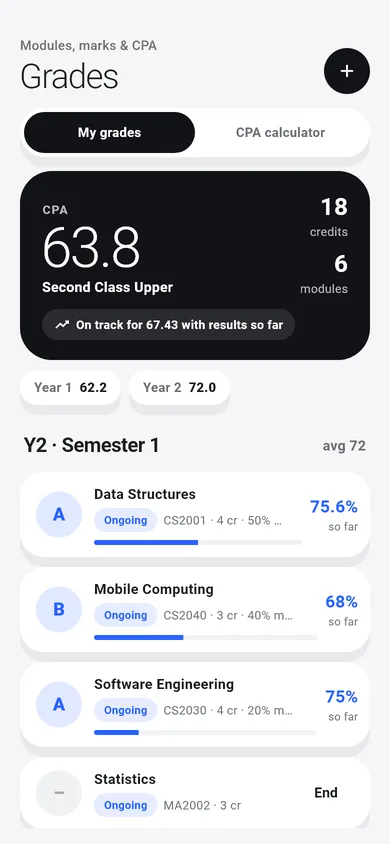 Modules, marks & CPA
Grades
+
My grades
CPA calculator
CPA
63.8
Second Class Upper
18
credits
6
modules
On track for 67.43 with results so far
Year 1 62.2
Year 2 72.0
Y2 · Semester 1
avg 72
A
Data Structures
Ongoing
CS2001 · 4 cr · 50% …
75.6%
so far
B
Mobile Computing
Ongoing
CS2040 · 3 cr · 40% m…
68%
so far
A
Software Engineering
Ongoing
CS2030 · 4 cr · 20% m…
75%
so far
–
Statistics
Ongoing
MA2002 · 3 cr
End